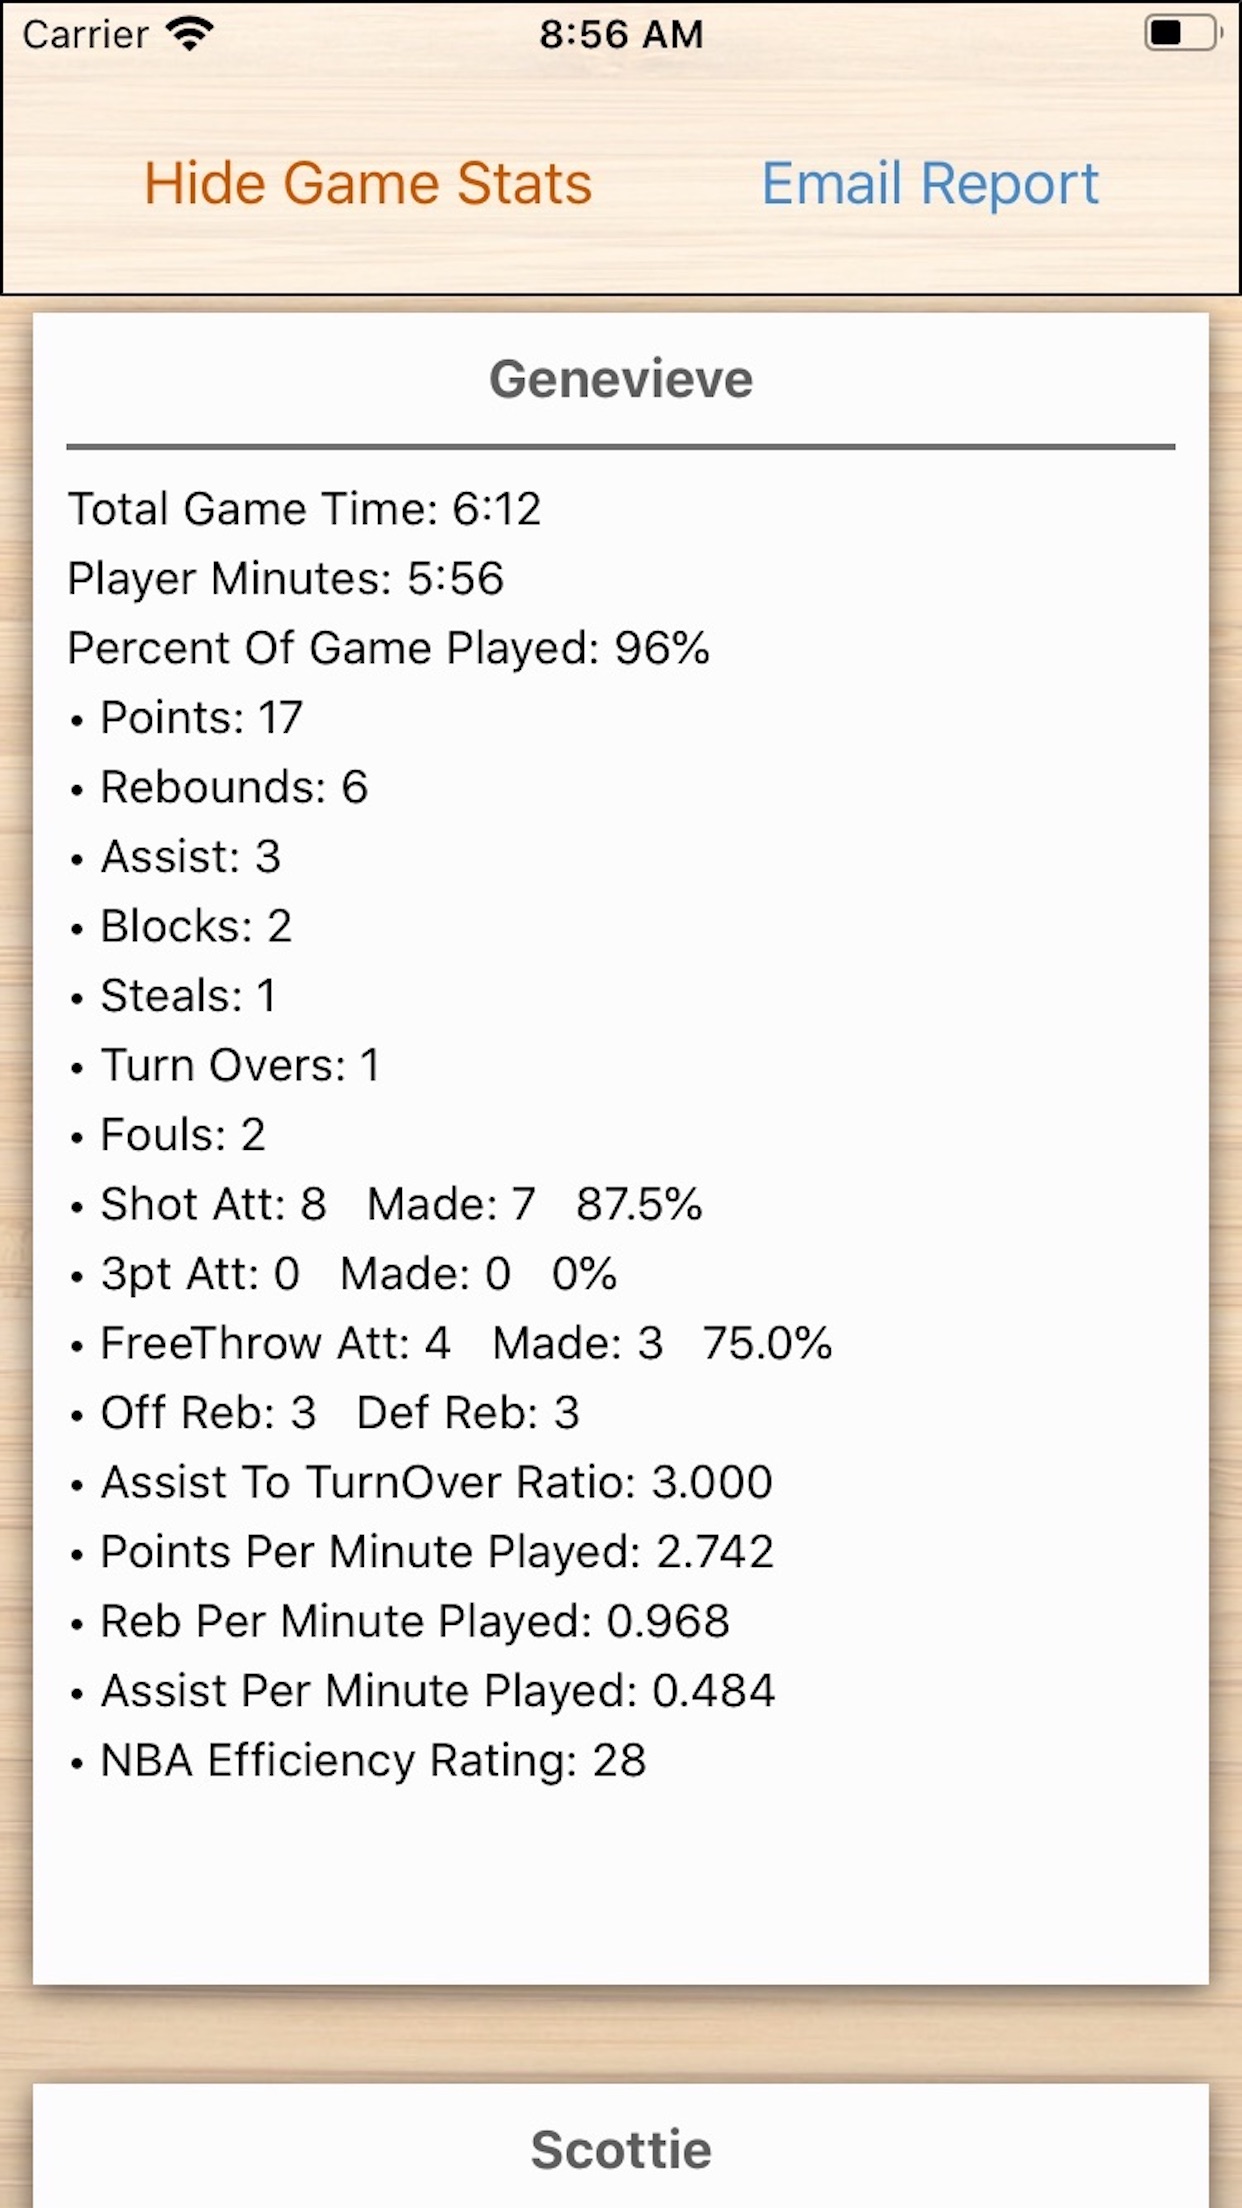 Carrier 8:56 AM
Hide Game Stats Email Report
Genevieve
Total Game Time: 6:12
Player Minutes: 5:56
Percent Of Game Played: 96%
• Points: 17
• Rebounds: 6
• Assist: 3
• Blocks: 2
• Steals: 1
• Turn Overs: 1
• Fouls: 2
• Shot Att: 8 Made: 7 87.5%
• 3pt Att: 0 Made: 0 0%
• FreeThrow Att: 4 Made: 3 75.0%
• Off Reb: 3 Def Reb: 3
• Assist To TurnOver Ratio: 3.000
• Points Per Minute Played: 2.742
• Reb Per Minute Played: 0.968
• Assist Per Minute Played: 0.484
• NBA Efficiency Rating: 28
Scottie